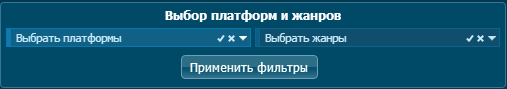 Выбор платформ и жанров
Выбрать платформы Выбрать жанры
Применить фильтры